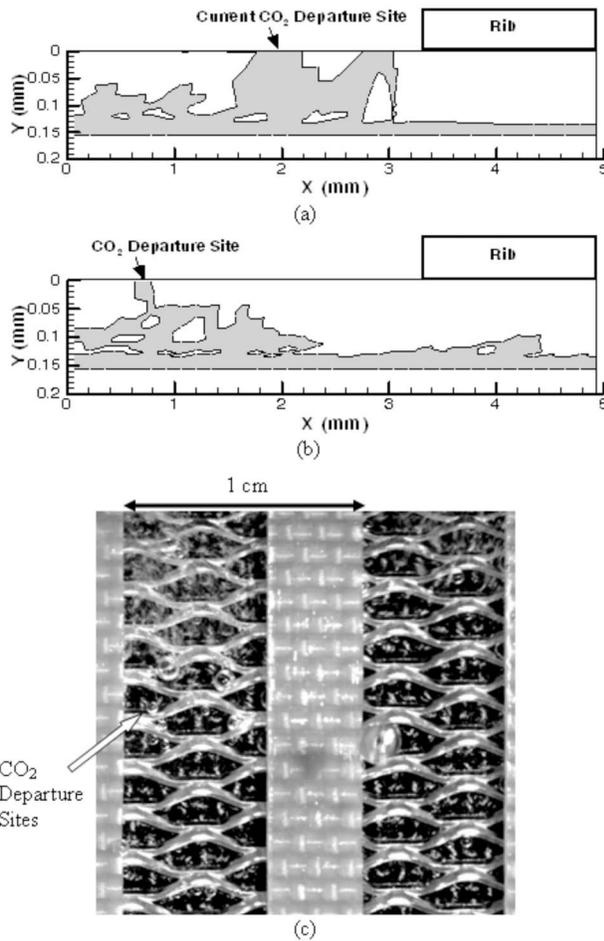 Current CO₂ Departure Site
Rib
0
0.05
0.1
0.15
0.2
Y (mm)
0 1 2 3 4 5
X (mm)
(a)
CO₂ Departure Site
Rib
0
0.05
0.1
0.15
0.2
Y (mm)
0 1 2 3 4 5
X (mm)
(b)
1 cm
CO₂
Departure
Sites
(c)